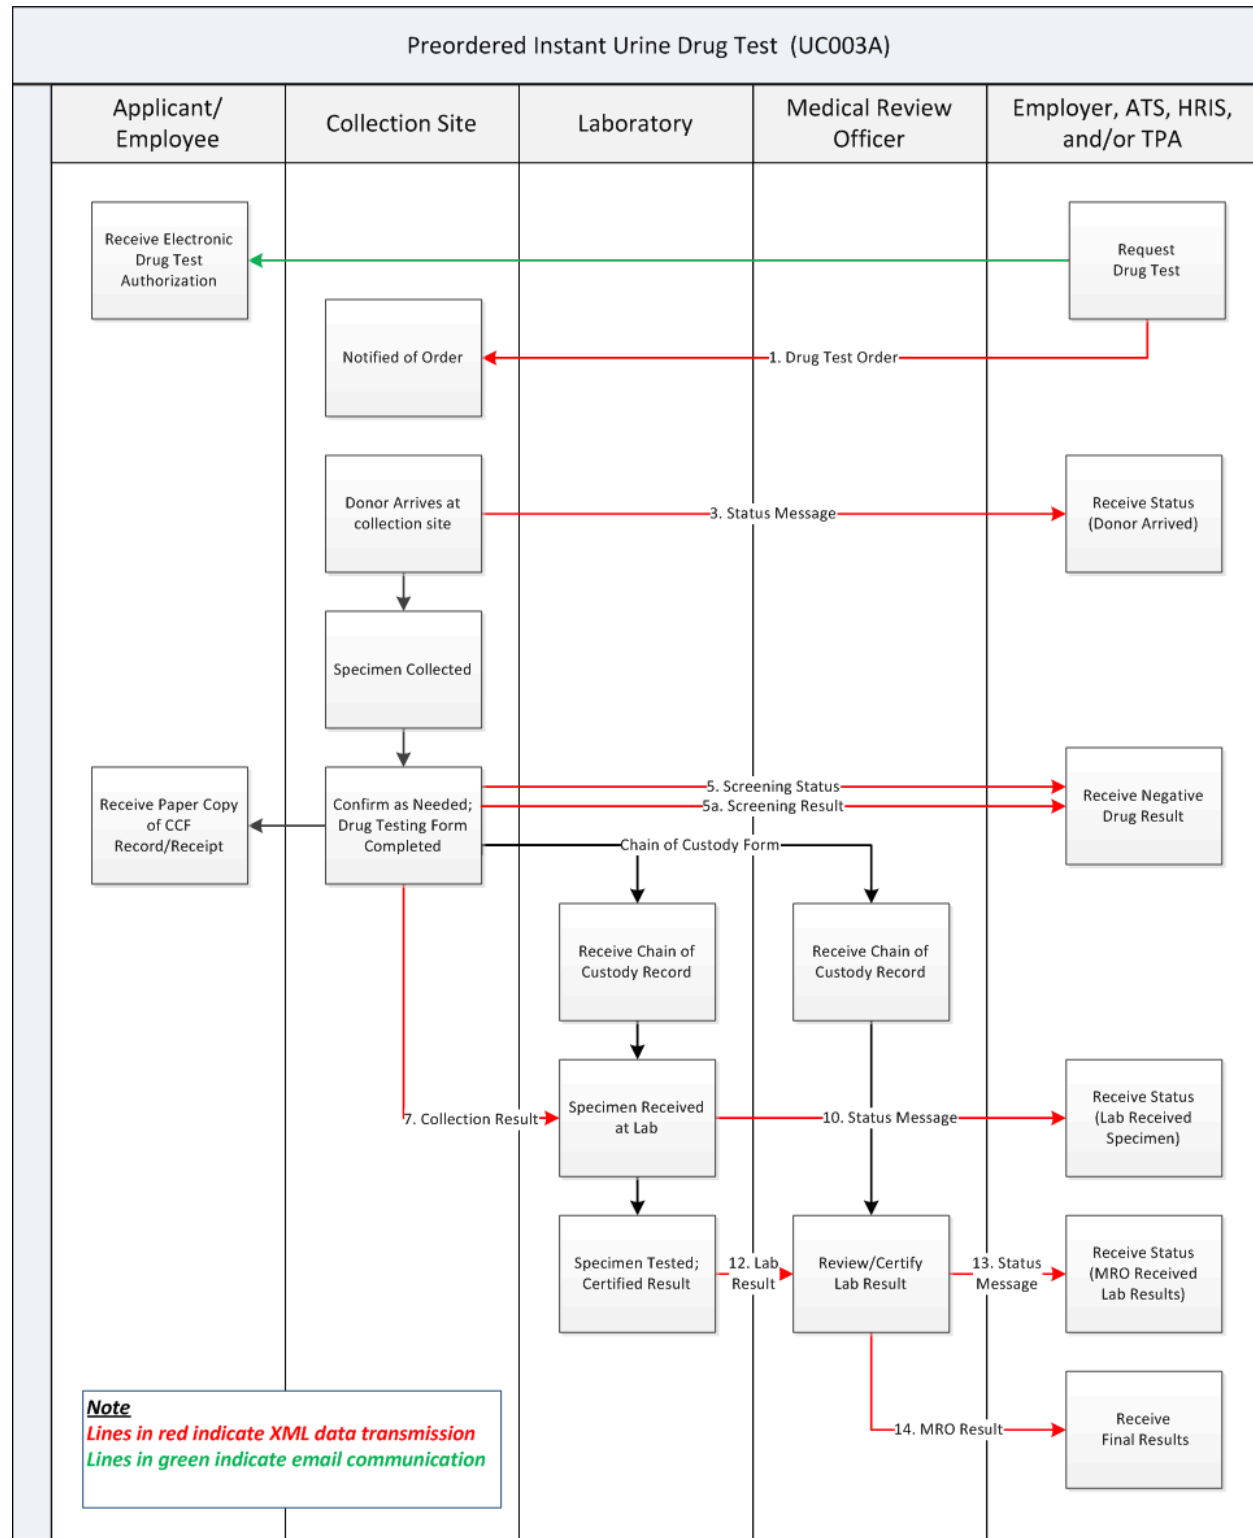 Preordered Instant Urine Drug Test  (UC003A)
Applicant/
Employee
Collection Site
Laboratory
Medical Review
Officer
Employer, ATS, HRIS,
and/or TPA
Receive Electronic
Drug Test
Authorization
Request
Drug Test
Notified of Order
1. Drug Test Order
Donor Arrives at
collection site
3. Status Message
Receive Status
(Donor Arrived)
Specimen Collected
Receive Paper Copy
of CCF
Record/Receipt
Confirm as Needed;
Drug Testing Form
Completed
5. Screening Status
5a. Screening Result
Receive Negative
Drug Result
Chain of Custody Form
Receive Chain of
Custody Record
Receive Chain of
Custody Record
7. Collection Result
Specimen Received
at Lab
10. Status Message
Receive Status
(Lab Received
Specimen)
Specimen Tested;
Certified Result
12. Lab
Result
Review/Certify
Lab Result
13. Status
Message
Receive Status
(MRO Received
Lab Results)
14. MRO Result
Receive
Final Results
Note
Lines in red indicate XML data transmission
Lines in green indicate email communication